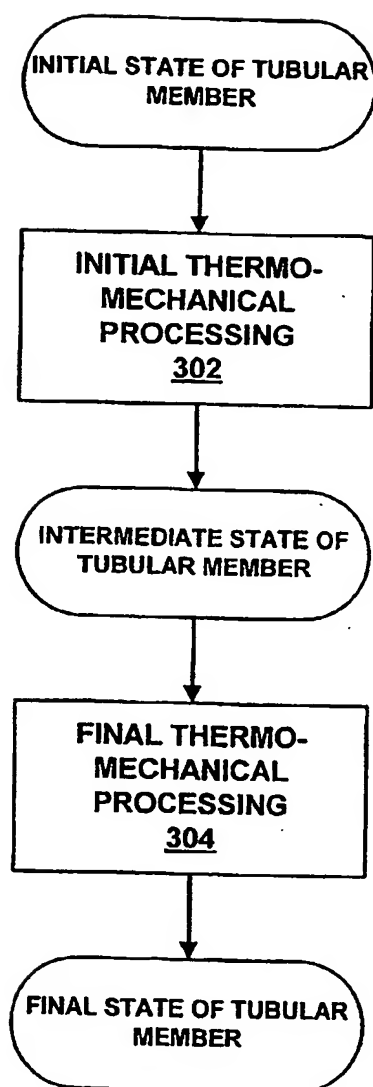 INITIAL STATE OF TUBULAR
MEMBER
INITIAL THERMO-
MECHANICAL
PROCESSING
302
INTERMEDIATE STATE OF
TUBULAR MEMBER
FINAL THERMO-
MECHANICAL
PROCESSING
304
FINAL STATE OF TUBULAR
MEMBER